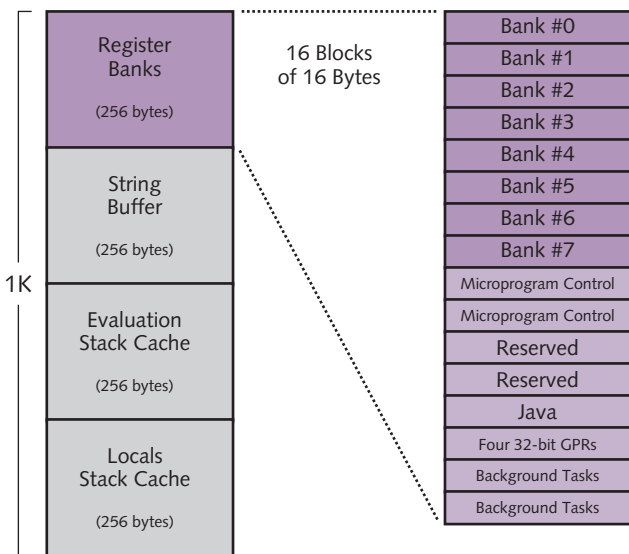 1K
Register
Banks
(256 bytes)
String
Buffer
(256 bytes)
Evaluation
Stack Cache
(256 bytes)
Locals
Stack Cache
(256 bytes)
16 Blocks
of 16 Bytes
Bank #0
Bank #1
Bank #2
Bank #3
Bank #4
Bank #5
Bank #6
Bank #7
Microprogram Control
Microprogram Control
Reserved
Reserved
Java
Four 32-bit GPRs
Background Tasks
Background Tasks